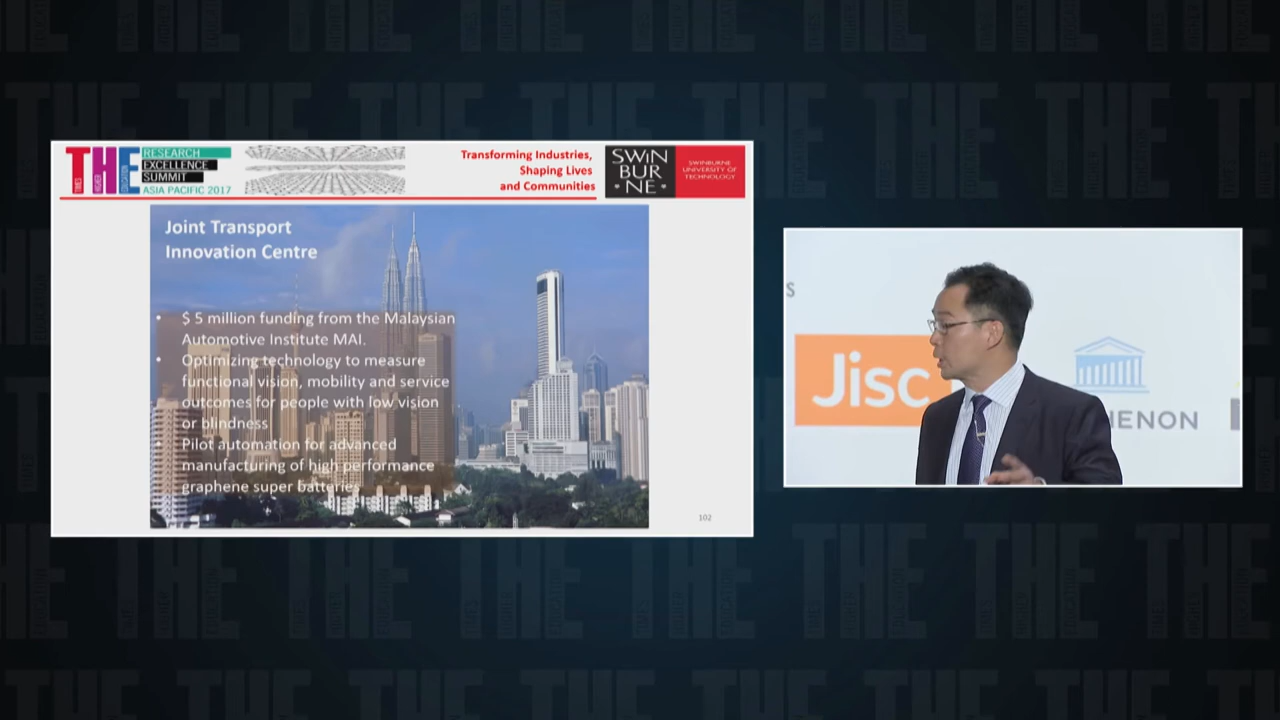 THE
TIMES
HIGHER
EDUCATION
RESEARCH
EXCELLENCE
SUMMIT
ASIA PACIFIC 2017
Transforming Industries,
Shaping Lives
and Communities
SWIN
BUR
NE
SWINBURNE
UNIVERSITY OF
TECHNOLOGY
Joint Transport
Innovation Centre
• $ 5 million funding from the Malaysian
Automotive Institute MAI.
• Optimizing technology to measure
functional vision, mobility and service
outcomes for people with low vision
or blindness
• Pilot automation for advanced
manufacturing of high performance
graphene super batteries
102
S
Jisc
HENON